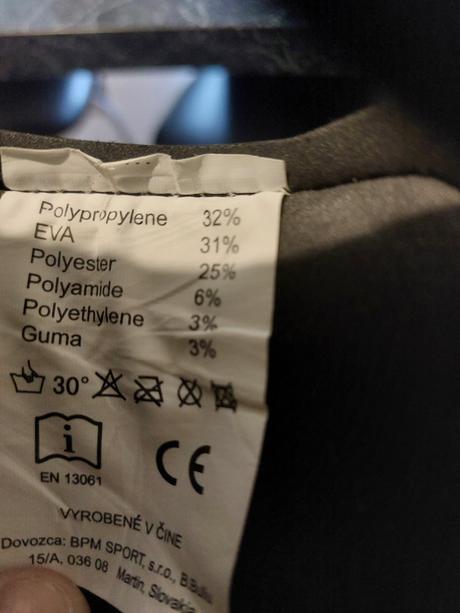 Polypropylene 32%
EVA 31%
Polyester 25%
Polyamide 6%
Polyethylene 3%
Guma 3%
30°
i
EN 13061
CE
VYROBENÉ V ČINE
Dovozca: BPM SPORT, s.r.o.,
15/A, 036 08 Martin, Slovakia